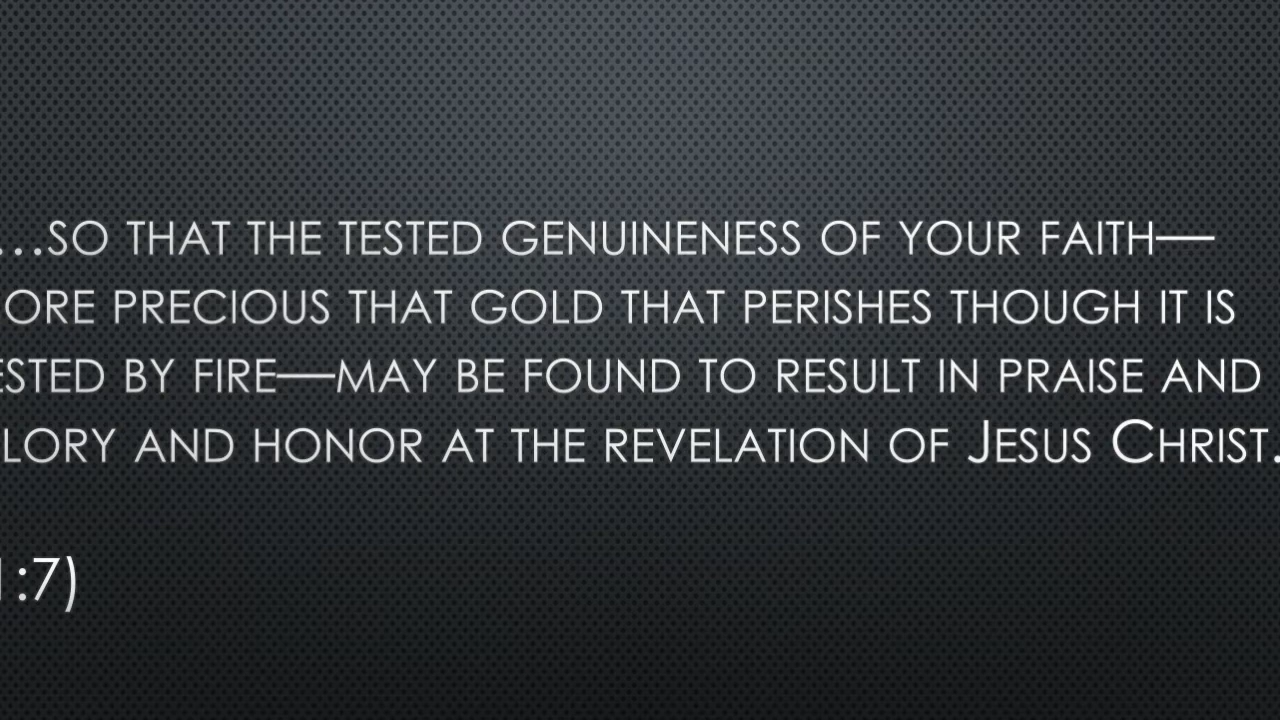 …SO THAT THE TESTED GENUINENESS OF YOUR FAITH—
ORE PRECIOUS THAT GOLD THAT PERISHES THOUGH IT IS
ESTED BY FIRE—MAY BE FOUND TO RESULT IN PRAISE AND
LORY AND HONOR AT THE REVELATION OF JESUS CHRIST.
1:7)